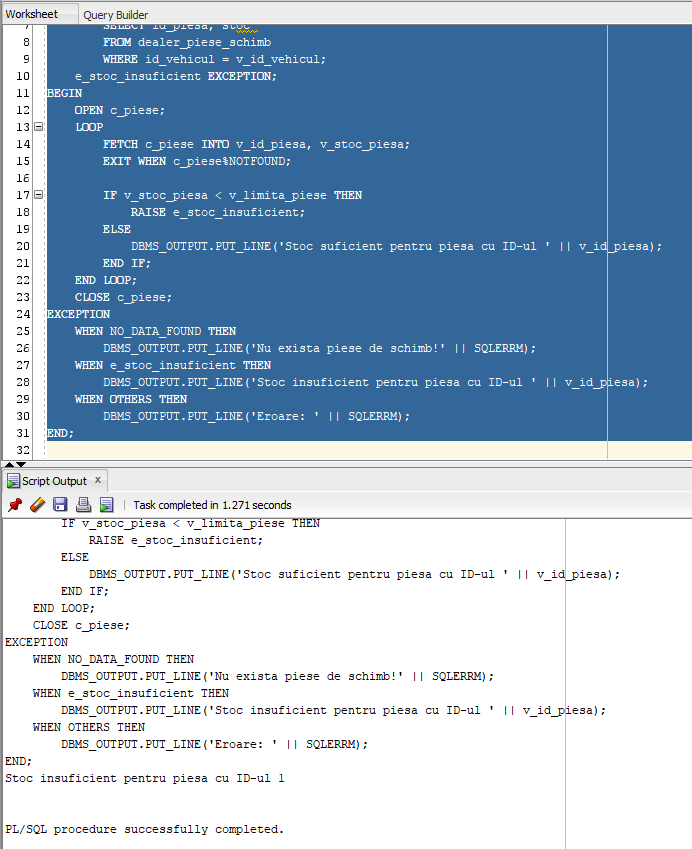 Worksheet Query Builder
7 SELECT id_piesa, stoc
8 FROM dealer_piese_schimb
9 WHERE id_vehicul = v_id_vehicul;
10 e_stoc_insuficient EXCEPTION;
11 BEGIN
12 OPEN c_piese;
13 LOOP
14 FETCH c_piese INTO v_id_piesa, v_stoc_piesa;
15 EXIT WHEN c_piese%NOTFOUND;
16
17 IF v_stoc_piesa < v_limita_piese THEN
18 RAISE e_stoc_insuficient;
19 ELSE
20 DBMS_OUTPUT.PUT_LINE('Stoc suficient pentru piesa cu ID-ul ' || v_id_piesa);
21 END IF;
22 END LOOP;
23 CLOSE c_piese;
24 EXCEPTION
25 WHEN NO_DATA_FOUND THEN
26 DBMS_OUTPUT.PUT_LINE('Nu exista piese de schimb!' || SQLERRM);
27 WHEN e_stoc_insuficient THEN
28 DBMS_OUTPUT.PUT_LINE('Stoc insuficient pentru piesa cu ID-ul ' || v_id_piesa);
29 WHEN OTHERS THEN
30 DBMS_OUTPUT.PUT_LINE('Eroare: ' || SQLERRM);
31 END;
32
Script Output x
Task completed in 1.271 seconds
IF v_stoc_piesa < v_limita_piese THEN
RAISE e_stoc_insuficient;
ELSE
DBMS_OUTPUT.PUT_LINE('Stoc suficient pentru piesa cu ID-ul ' || v_id_piesa);
END IF;
END LOOP;
CLOSE c_piese;
EXCEPTION
WHEN NO_DATA_FOUND THEN
DBMS_OUTPUT.PUT_LINE('Nu exista piese de schimb!' || SQLERRM);
WHEN e_stoc_insuficient THEN
DBMS_OUTPUT.PUT_LINE('Stoc insuficient pentru piesa cu ID-ul ' || v_id_piesa);
WHEN OTHERS THEN
DBMS_OUTPUT.PUT_LINE('Eroare: ' || SQLERRM);
END;
Stoc insuficient pentru piesa cu ID-ul 1
PL/SQL procedure successfully completed.